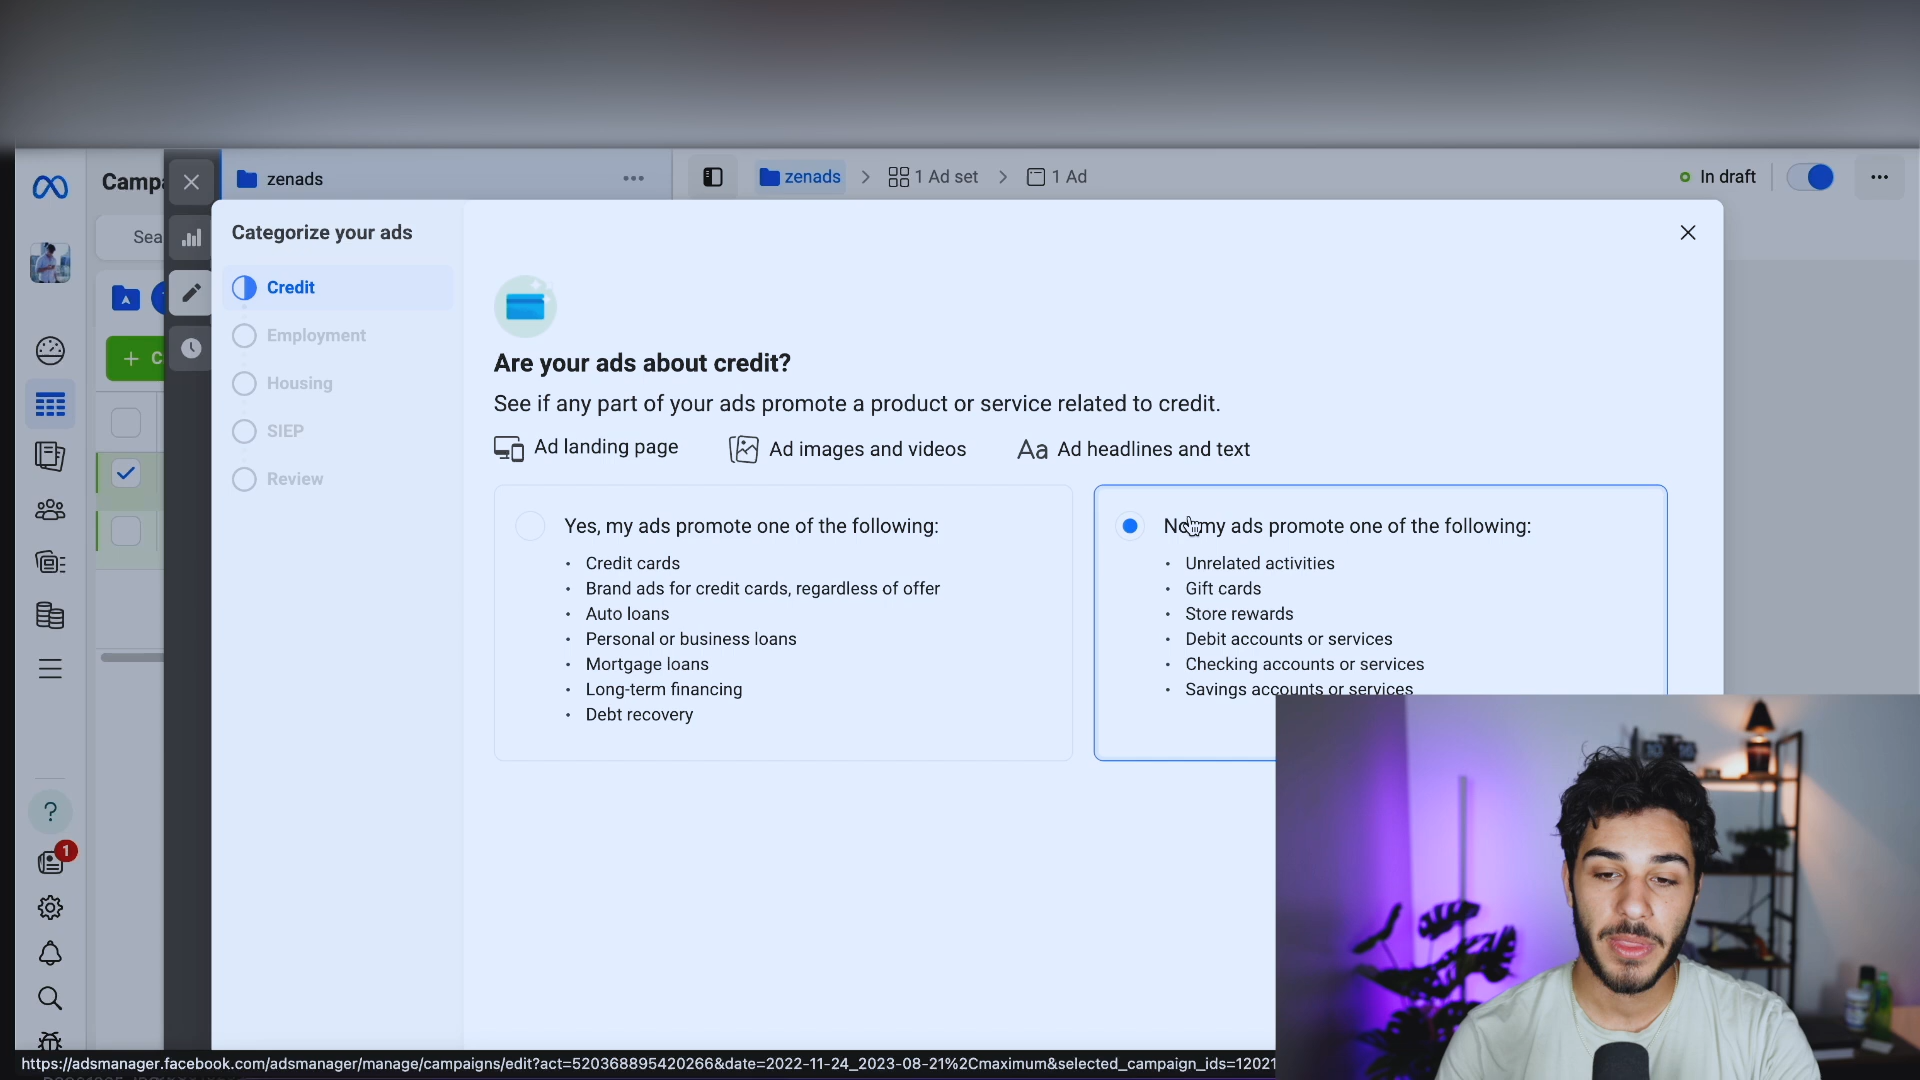 Camp
zenads
zenads
1 Ad set
1 Ad
In draft
Sea
Categorize your ads
Credit
Employment
Housing
SIEP
Review
Are your ads about credit?
See if any part of your ads promote a product or service related to credit.
Ad landing page
Ad images and videos
Aa Ad headlines and text
Yes, my ads promote one of the following:
• Credit cards
• Brand ads for credit cards, regardless of offer
• Auto loans
• Personal or business loans
• Mortgage loans
• Long-term financing
• Debt recovery
No my ads promote one of the following:
• Unrelated activities
• Gift cards
• Store rewards
• Debit accounts or services
• Checking accounts or services
• Savings accounts or services
+ C
A
?
1
https://adsmanager.facebook.com/adsmanager/manage/campaigns/edit?act=520368895420266&date=2022-11-24_2023-08-21%2Cmaximum&selected_campaign_ids=12021